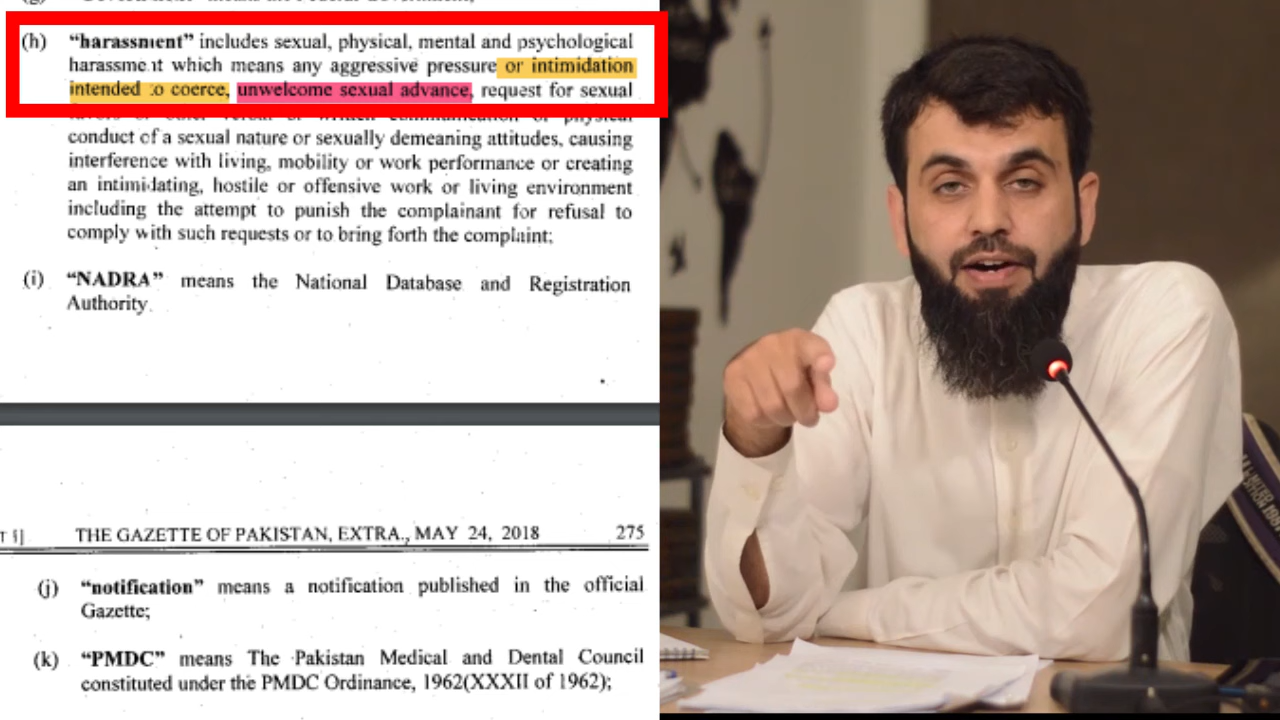 (h) “harassment” includes sexual, physical, mental and psychological
harassment which means any aggressive pressure or intimidation
intended to coerce, unwelcome sexual advance, request for sexual
conduct of a sexual nature or sexually demeaning attitudes, causing
interference with living, mobility or work performance or creating
an intimidating, hostile or offensive work or living environment
including the attempt to punish the complainant for refusal to
comply with such requests or to bring forth the complaint;
(i) “NADRA” means the National Database and Registration
Authority.
THE GAZETTE OF PAKISTAN, EXTRA., MAY 24, 2018 275
(j) “notification” means a notification published in the official
Gazette;
(k) “PMDC” means The Pakistan Medical and Dental Council
constituted under the PMDC Ordinance, 1962(XXXII of 1962);